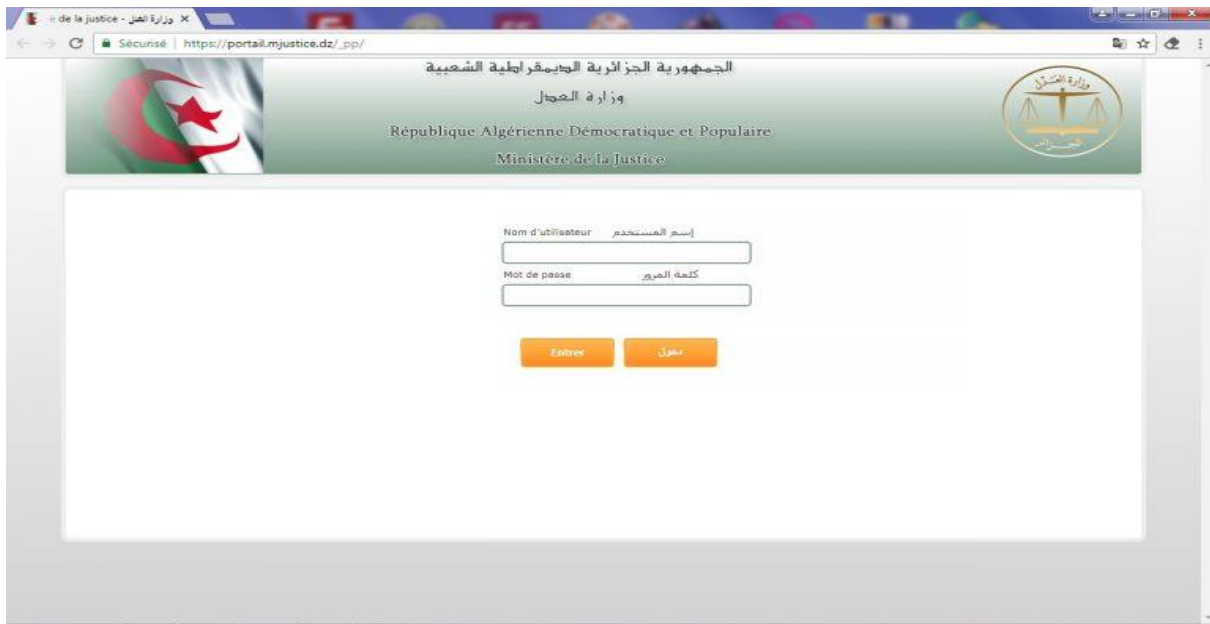 de la justice - وزارة العدل
Sécurisé | https://portail.mjustice.dz/_pp/
الجمهورية الجزائرية الديمقراطية الشعبية
وزارة العدل
République Algérienne Démocratique et Populaire
Ministère de la Justice
وزارة العدل
الجزائر
Nom d'utilisateur إسم المستخدم
Mot de passe كلمة المرور
Entrer دخول